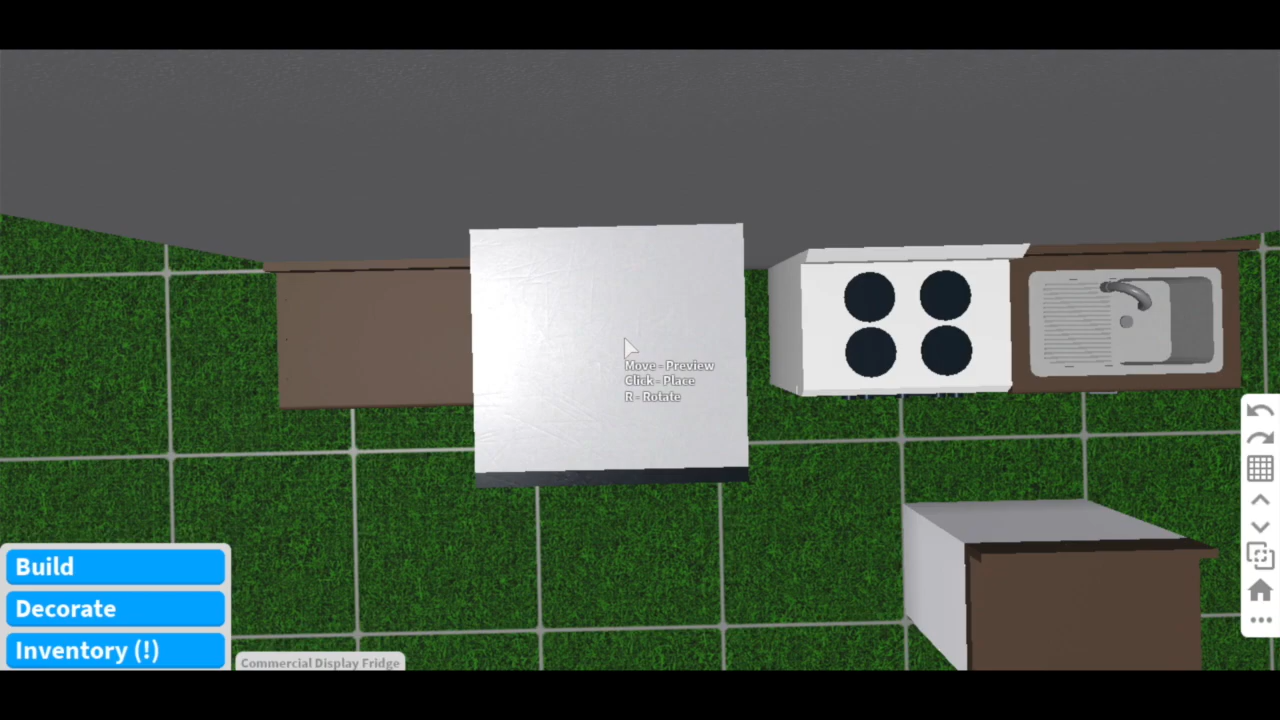 Move - Preview
Click - Place
R - Rotate
Build
Decorate
Inventory (!)
Commercial Display Fridge